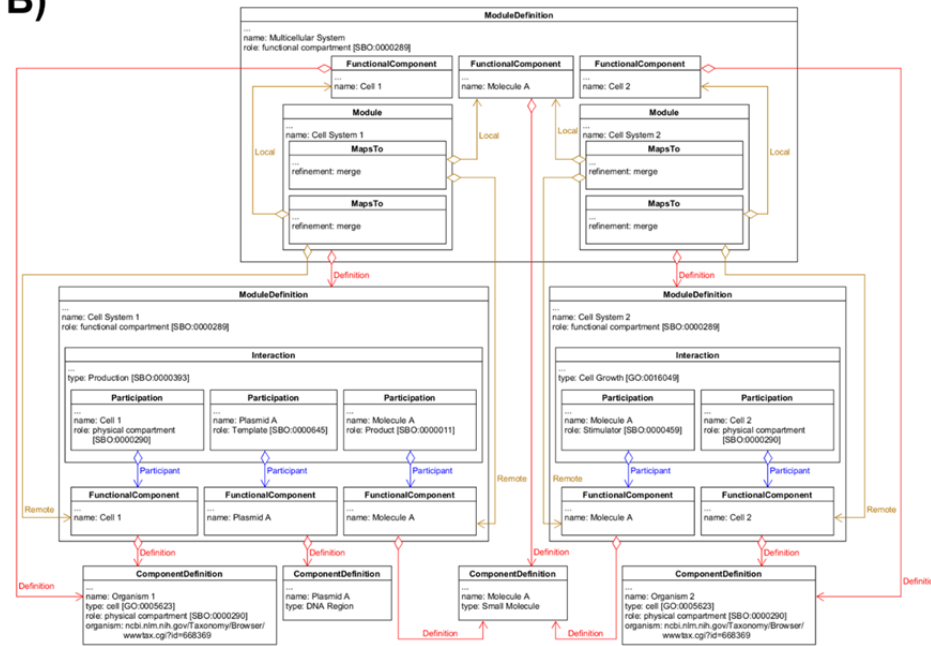 B)
ModuleDefinition
...
name: Multicellular System
role: functional compartment [SBO:0000289]
FunctionalComponent
...
name: Cell 1
FunctionalComponent
...
name: Molecule A
FunctionalComponent
...
name: Cell 2
Module
...
name: Cell System 1
MapsTo
...
refinement: merge
MapsTo
...
refinement: merge
Local
Local
Module
...
name: Cell System 2
MapsTo
...
refinement: merge
MapsTo
...
refinement: merge
Local
Local
Definition
Definition
ModuleDefinition
...
name: Cell System 1
role: functional compartment [SBO:0000289]
Interaction
...
type: Production [SBO:0000393]
Participation
...
name: Cell 1
role: physical compartment
[SBO:0000290]
Participation
...
name: Plasmid A
role: Template [SBO:0000645]
Participation
...
name: Molecule A
role: Product [SBO:0000011]
Participant
Participant
Participant
Remote
FunctionalComponent
...
name: Cell 1
FunctionalComponent
...
name: Plasmid A
FunctionalComponent
...
name: Molecule A
Remote
ModuleDefinition
...
name: Cell System 2
role: functional compartment [SBO:0000289]
Interaction
...
type: Cell Growth [GO:0016049]
Participation
...
name: Molecule A
role: Stimulator [SBO:0000459]
Participation
...
name: Cell 2
role: physical compartment
[SBO:0000290]
Participant
Participant
Remote
FunctionalComponent
...
name: Molecule A
FunctionalComponent
...
name: Cell 2
Remote
Definition
Definition
Definition
Definition
Definition
Definition
ComponentDefinition
...
name: Organism 1
type: cell [GO:0005623]
role: physical compartment [SBO:0000290]
organism: ncbi.nlm.nih.gov/Taxonomy/Browser/
wwwtax.cgi?id=668369
ComponentDefinition
...
name: Plasmid A
type: DNA Region
ComponentDefinition
...
name: Molecule A
type: Small Molecule
ComponentDefinition
...
name: Organism 2
type: cell [GO:0005623]
role: physical compartment [SBO:0000290]
organism: ncbi.nlm.nih.gov/Taxonomy/Browser/
wwwtax.cgi?id=668369
Definition
Definition